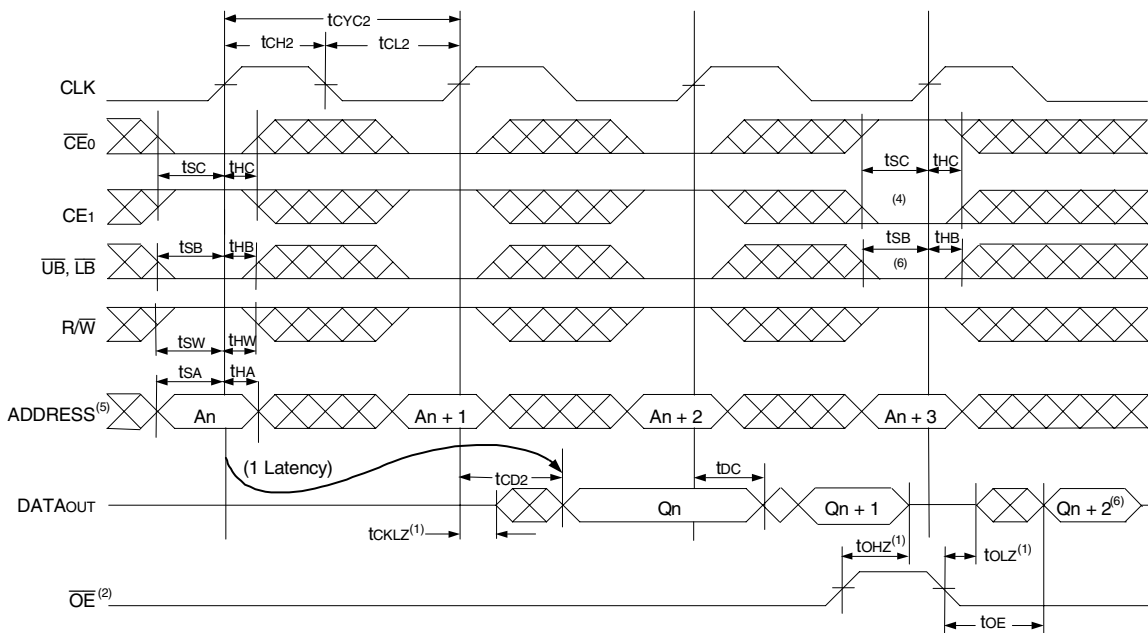 tCYC2
tCH2 tCL2
CLK
CE0
tSC tHC tSC tHC
CE1 (4)
tSB tHB tSB tHB
UB, LB (6)
R/W
tSW tHW
tSA tHA
ADDRESS(5) An An + 1 An + 2 An + 3
(1 Latency) tCD2 tDC
DATAOUT Qn Qn + 1 Qn + 2(6)
tCKLZ(1) tOHZ(1) tOLZ(1)
OE(2)
tOE